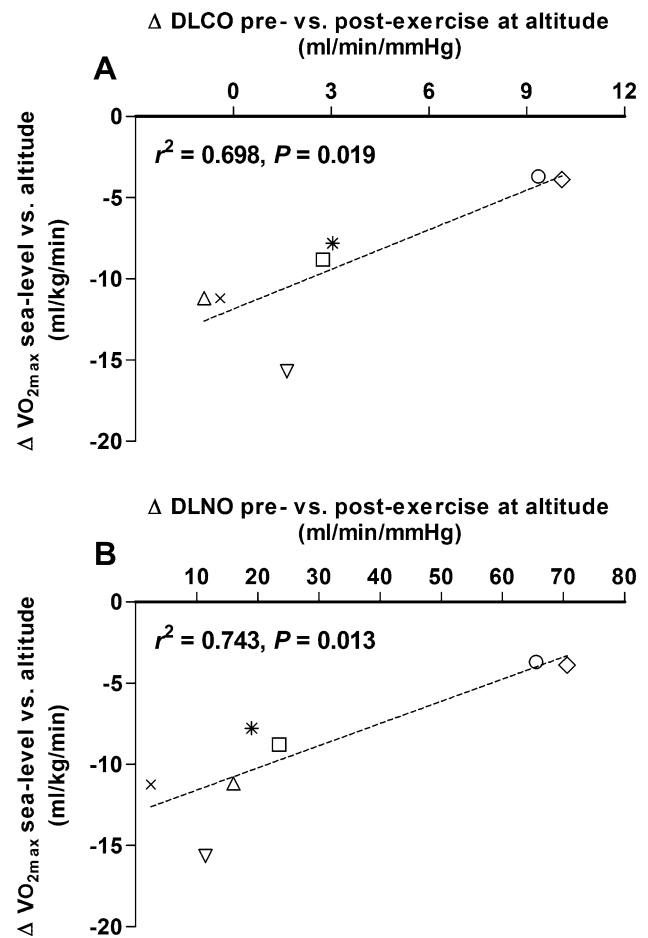 Δ DLCO pre- vs. post-exercise at altitude
(ml/min/mmHg)
A
0 3 6 9 12
Δ VO2max sea-level vs. altitude
(ml/kg/min)
0
-5
-10
-15
-20
r² = 0.698, P = 0.019
Δ DLNO pre- vs. post-exercise at altitude
(ml/min/mmHg)
B
10 20 30 40 50 60 70 80
Δ VO2max sea-level vs. altitude
(ml/kg/min)
0
-5
-10
-15
-20
r² = 0.743, P = 0.013